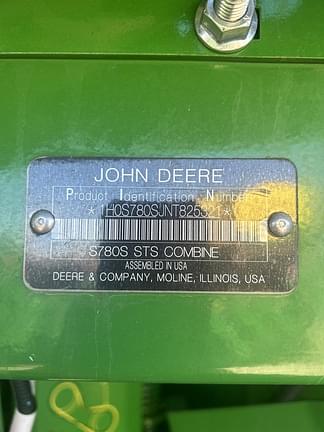 JOHN DEERE
Product Identification Number
*1H0S780SJNT825321*
S780S STS COMBINE
ASSEMBLED IN USA
DEERE & COMPANY, MOLINE, ILLINOIS, USA